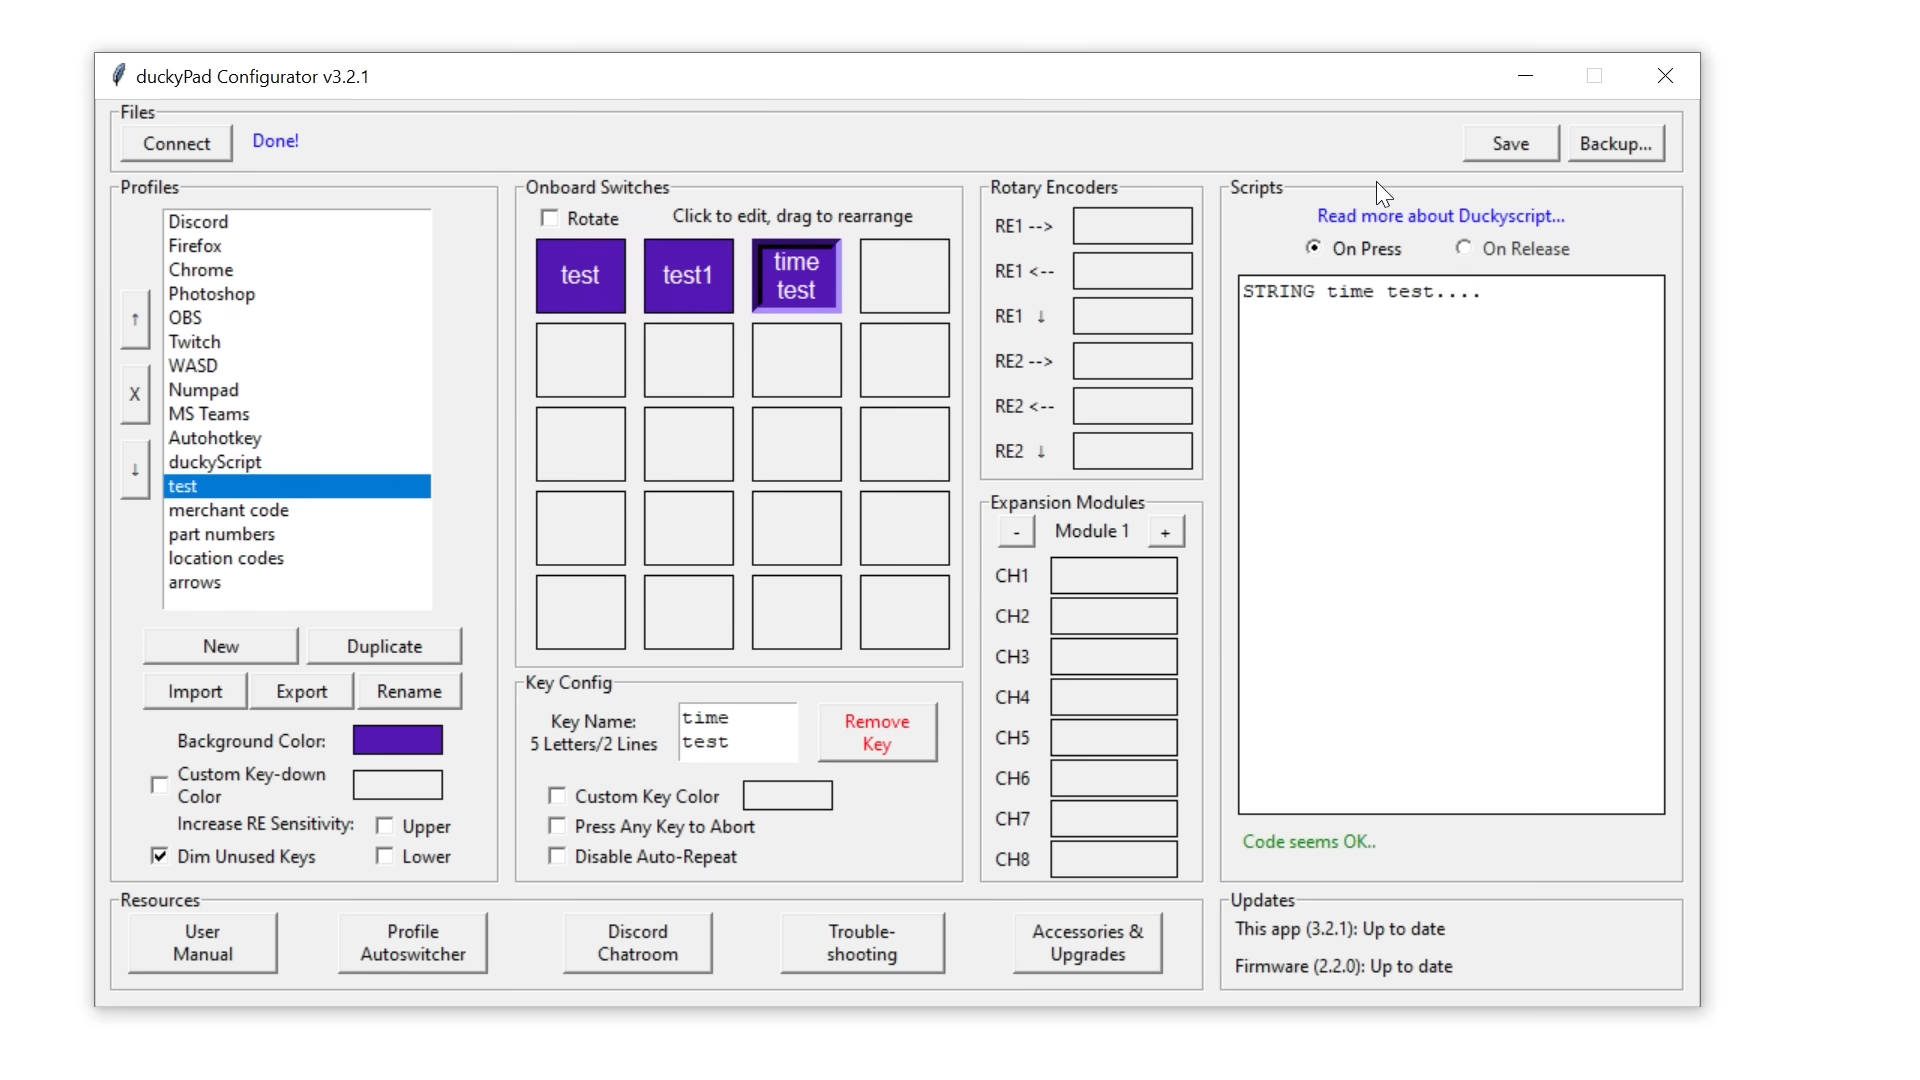 duckyPad Configurator v3.2.1
Files
Connect
Done!
Save
Backup...
Profiles
Discord
Firefox
Chrome
Photoshop
OBS
Twitch
WASD
Numpad
MS Teams
Autohotkey
duckyScript
test
merchant code
part numbers
location codes
arrows
↑
X
↓
New
Duplicate
Import
Export
Rename
Background Color:
Custom Key-down
Color
Increase RE Sensitivity:
Upper
Dim Unused Keys
Lower
Onboard Switches
Rotate
Click to edit, drag to rearrange
test
test1
time
test
Key Config
Key Name:
5 Letters/2 Lines
time
test
Remove
Key
Custom Key Color
Press Any Key to Abort
Disable Auto-Repeat
Rotary Encoders
RE1 -->
RE1 <--
RE1 ↓
RE2 -->
RE2 <--
RE2 ↓
Expansion Modules
-
Module 1
+
CH1
CH2
CH3
CH4
CH5
CH6
CH7
CH8
Scripts
Read more about Duckyscript...
On Press
On Release
STRING time test....
Code seems OK..
Resources
User
Manual
Profile
Autoswitcher
Discord
Chatroom
Trouble-
shooting
Accessories &
Upgrades
Updates
This app (3.2.1): Up to date
Firmware (2.2.0): Up to date